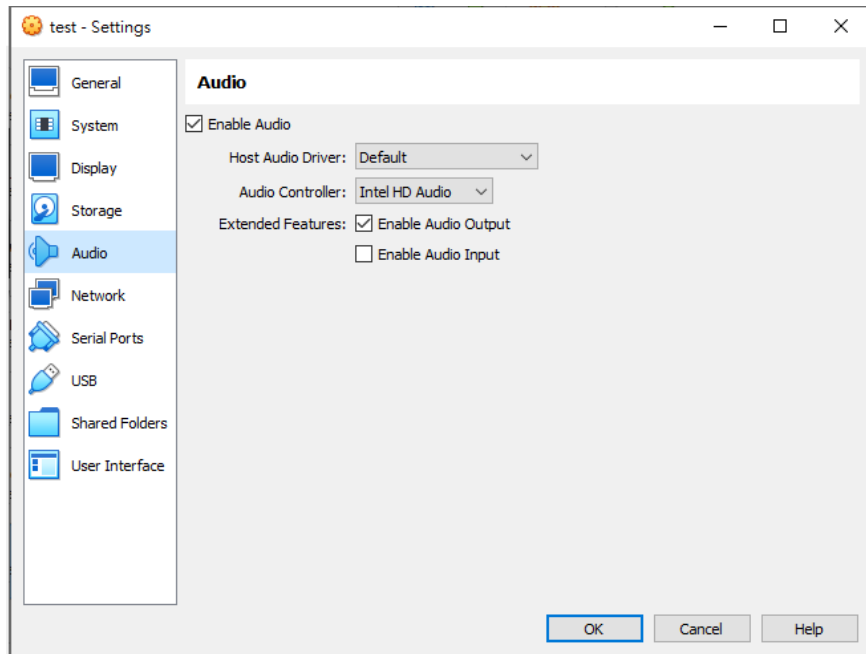 test - Settings
General
System
Display
Storage
Audio
Network
Serial Ports
USB
Shared Folders
User Interface
Audio
Enable Audio
Host Audio Driver: Default
Audio Controller: Intel HD Audio
Extended Features: Enable Audio Output
Enable Audio Input
OK Cancel Help